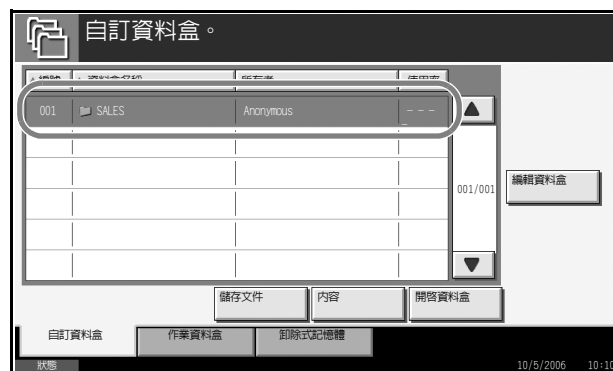 自訂資料盒。
001 SALES Anonymous - - -
001/001
編輯資料盒
儲存文件 內容 開啓資料盒
自訂資料盒 作業資料盒 卸除式記憶體
狀態 10/5/2006 10:10